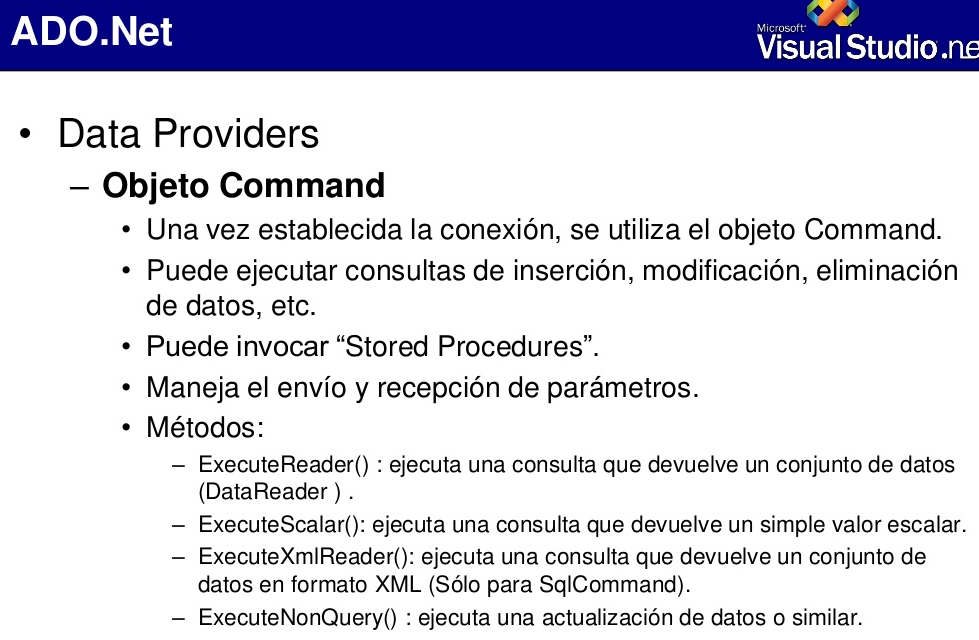 ADO.Net
Microsoft
Visual Studio .ne
• Data Providers
– Objeto Command
• Una vez establecida la conexión, se utiliza el objeto Command.
• Puede ejecutar consultas de inserción, modificación, eliminación
de datos, etc.
• Puede invocar “Stored Procedures”.
• Maneja el envío y recepción de parámetros.
• Métodos:
– ExecuteReader() : ejecuta una consulta que devuelve un conjunto de datos
(DataReader ) .
– ExecuteScalar(): ejecuta una consulta que devuelve un simple valor escalar.
– ExecuteXmlReader(): ejecuta una consulta que devuelve un conjunto de
datos en formato XML (Sólo para SqlCommand).
– ExecuteNonQuery() : ejecuta una actualización de datos o similar.